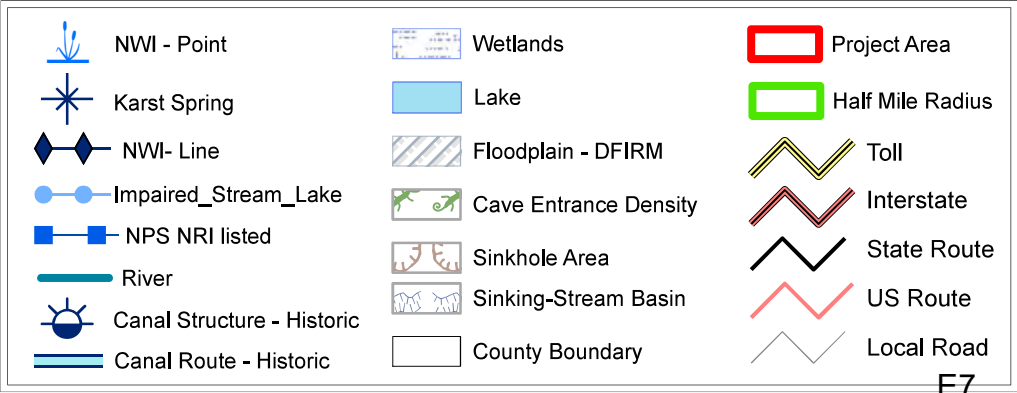 NWI - Point
Karst Spring
NWI- Line
Impaired_Stream_Lake
NPS NRI listed
River
Canal Structure - Historic
Canal Route - Historic
Wetlands
Lake
Floodplain - DFIRM
Cave Entrance Density
Sinkhole Area
Sinking-Stream Basin
County Boundary
Project Area
Half Mile Radius
Toll
Interstate
State Route
US Route
Local Road
E7